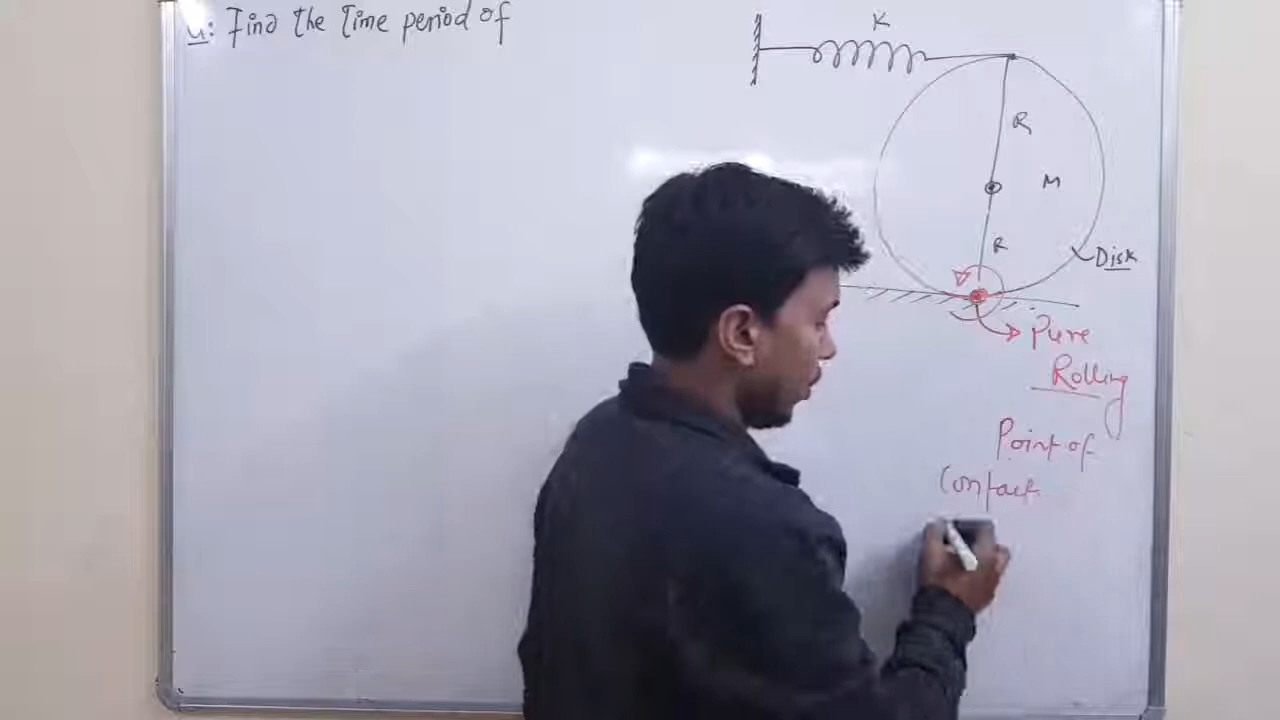 u: Find the Time period of
K
R
M
R
Disk
Pure
Rolling
Point of
Contact